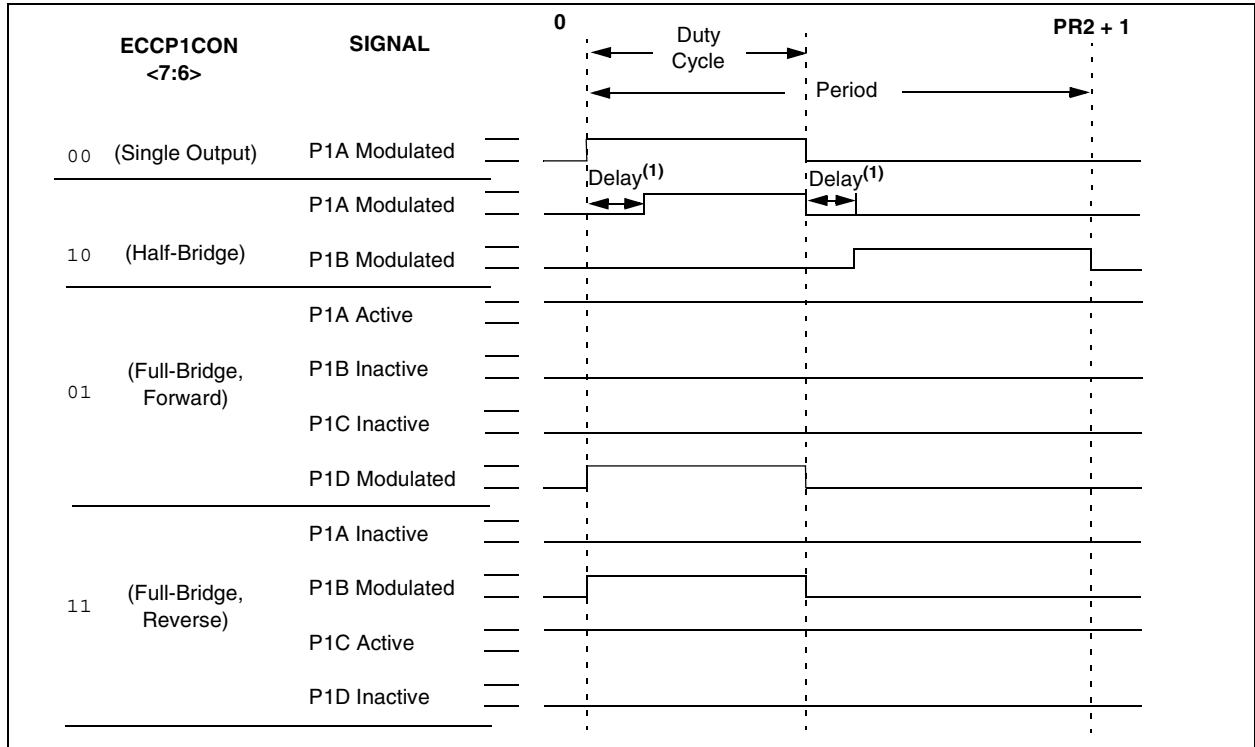 0
PR2 + 1
ECCP1CON
<7:6>
SIGNAL
Duty
Cycle
Period
00 (Single Output) P1A Modulated
Delay(1) Delay(1)
P1A Modulated
10 (Half-Bridge) P1B Modulated
P1A Active
01 (Full-Bridge,
Forward)
P1B Inactive
P1C Inactive
P1D Modulated
P1A Inactive
11 (Full-Bridge,
Reverse)
P1B Modulated
P1C Active
P1D Inactive